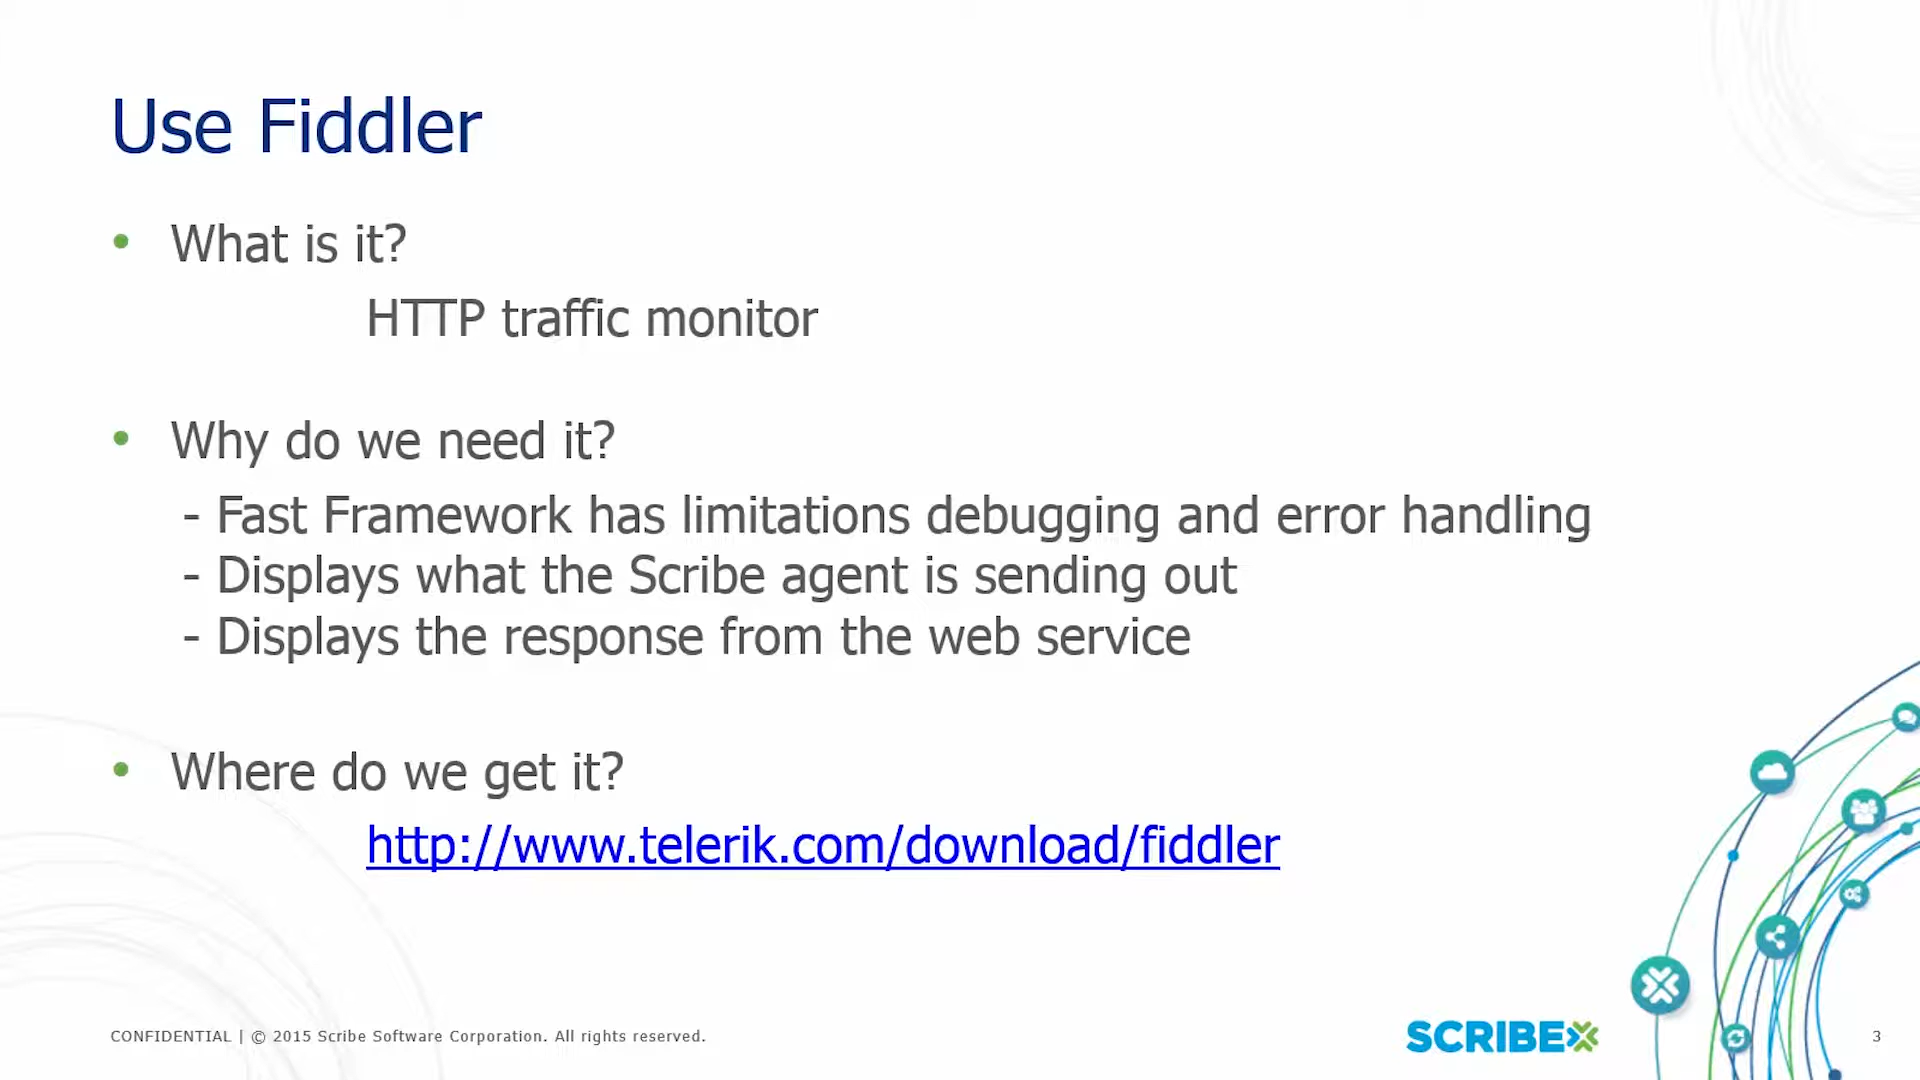 Use Fiddler
• What is it?
HTTP traffic monitor
• Why do we need it?
- Fast Framework has limitations debugging and error handling
- Displays what the Scribe agent is sending out
- Displays the response from the web service
• Where do we get it?
http://www.telerik.com/download/fiddler
CONFIDENTIAL | © 2015 Scribe Software Corporation. All rights reserved.
SCRIBE
3